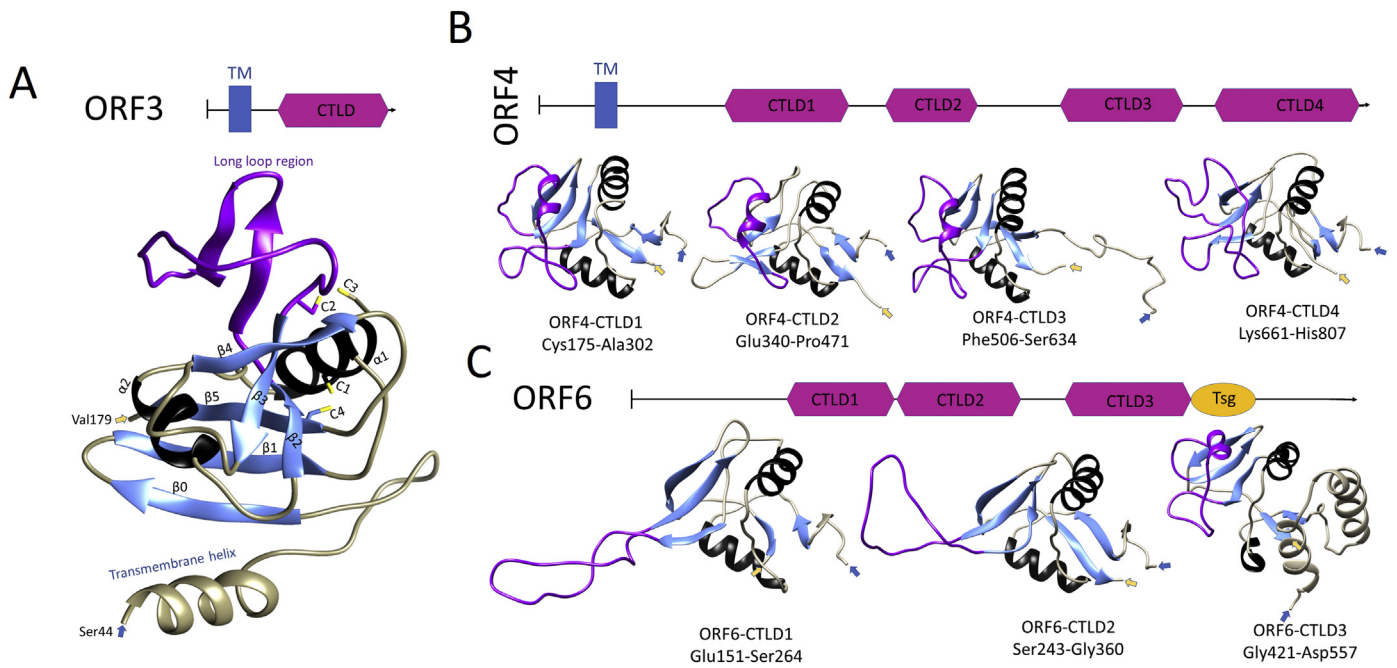 A
TM
ORF3
CTLD
Long loop region
C3
C2
β4
α1
α2
C1
β5
β3
C4
Val179
β1
β2
β0
Transmembrane helix
Ser44
B
ORF4
TM
CTLD1
CTLD2
CTLD3
CTLD4
ORF4-CTLD1
Cys175-Ala302
ORF4-CTLD2
Glu340-Pro471
ORF4-CTLD3
Phe506-Ser634
ORF4-CTLD4
Lys661-His807
C
ORF6
CTLD1
CTLD2
CTLD3
Tsg
ORF6-CTLD1
Glu151-Ser264
ORF6-CTLD2
Ser243-Gly360
ORF6-CTLD3
Gly421-Asp557